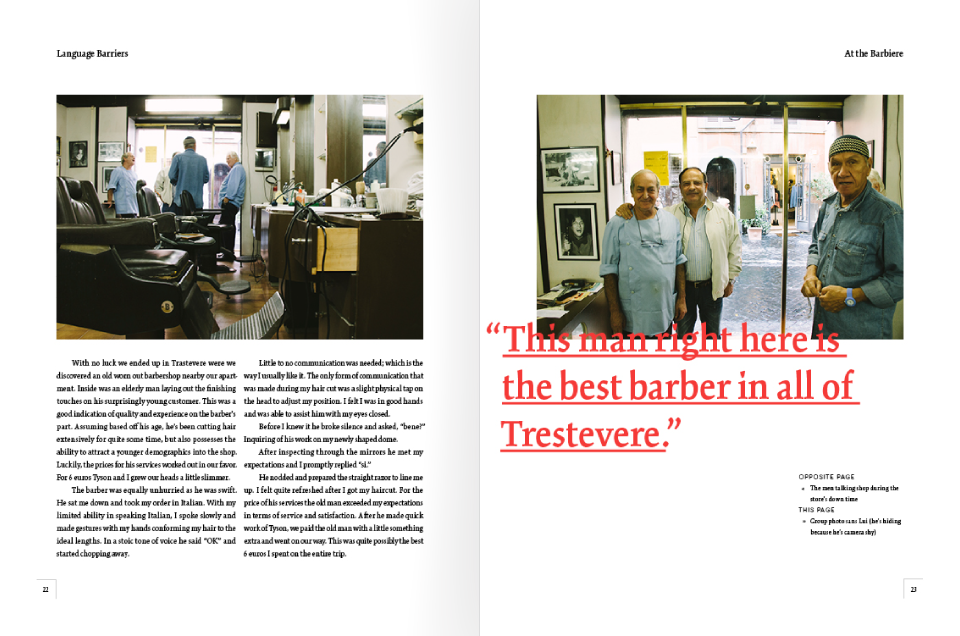 Language Barriers
At the Barbiere
With no luck we ended up in Trastevere were we
discovered an old worn out barbershop nearby our apart-
ment. Inside was an elderly man laying out the finishing
touches on his surprisingly young customer. This was a
good indication of quality and experience on the barber's
part. Assuming based off his age, he's been cutting hair
extensively for quite some time, but also possesses the
ability to attract a younger demographics into the shop.
Luckily, the prices for his services worked out in our favor.
For 6 euros Tyson and I grew our heads a little slimmer.
The barber was equally unhurried as he was swift.
He sat me down and took my order in Italian. With my
limited ability in speaking Italian, I spoke slowly and
made gestures with my hands conforming my hair to the
ideal lengths. In a stoic tone of voice he said "OK" and
started chopping away.
Little to no communication was needed; which is the
way I usually like it. The only form of communication that
was made during my hair cut was a slight physical tap on
the head to adjust my position. I felt I was in good hands
and was able to assist him with my eyes closed.
Before I knew it he broke silence and asked, "bene?"
Inquiring of his work on my newly shaped dome.
After inspecting through the mirrors he met my
expectations and I promptly replied "si."
He nodded and prepared the straight razor to line me
up. I felt quite refreshed after I got my haircut. For the
price of his services the old man exceeded my expectations
in terms of service and satisfaction. After he made quick
work of Tyson, we paid the old man with a little something
extra and went on our way. This was quite possibly the best
6 euros I spent on the entire trip.
“This man right here is
the best barber in all of
Trestevere.”
OPPOSITE PAGE
• The men talking shop during the
store's down time
THIS PAGE
• Group photo sans Lui (he's hiding
because he's camera shy)
22
23